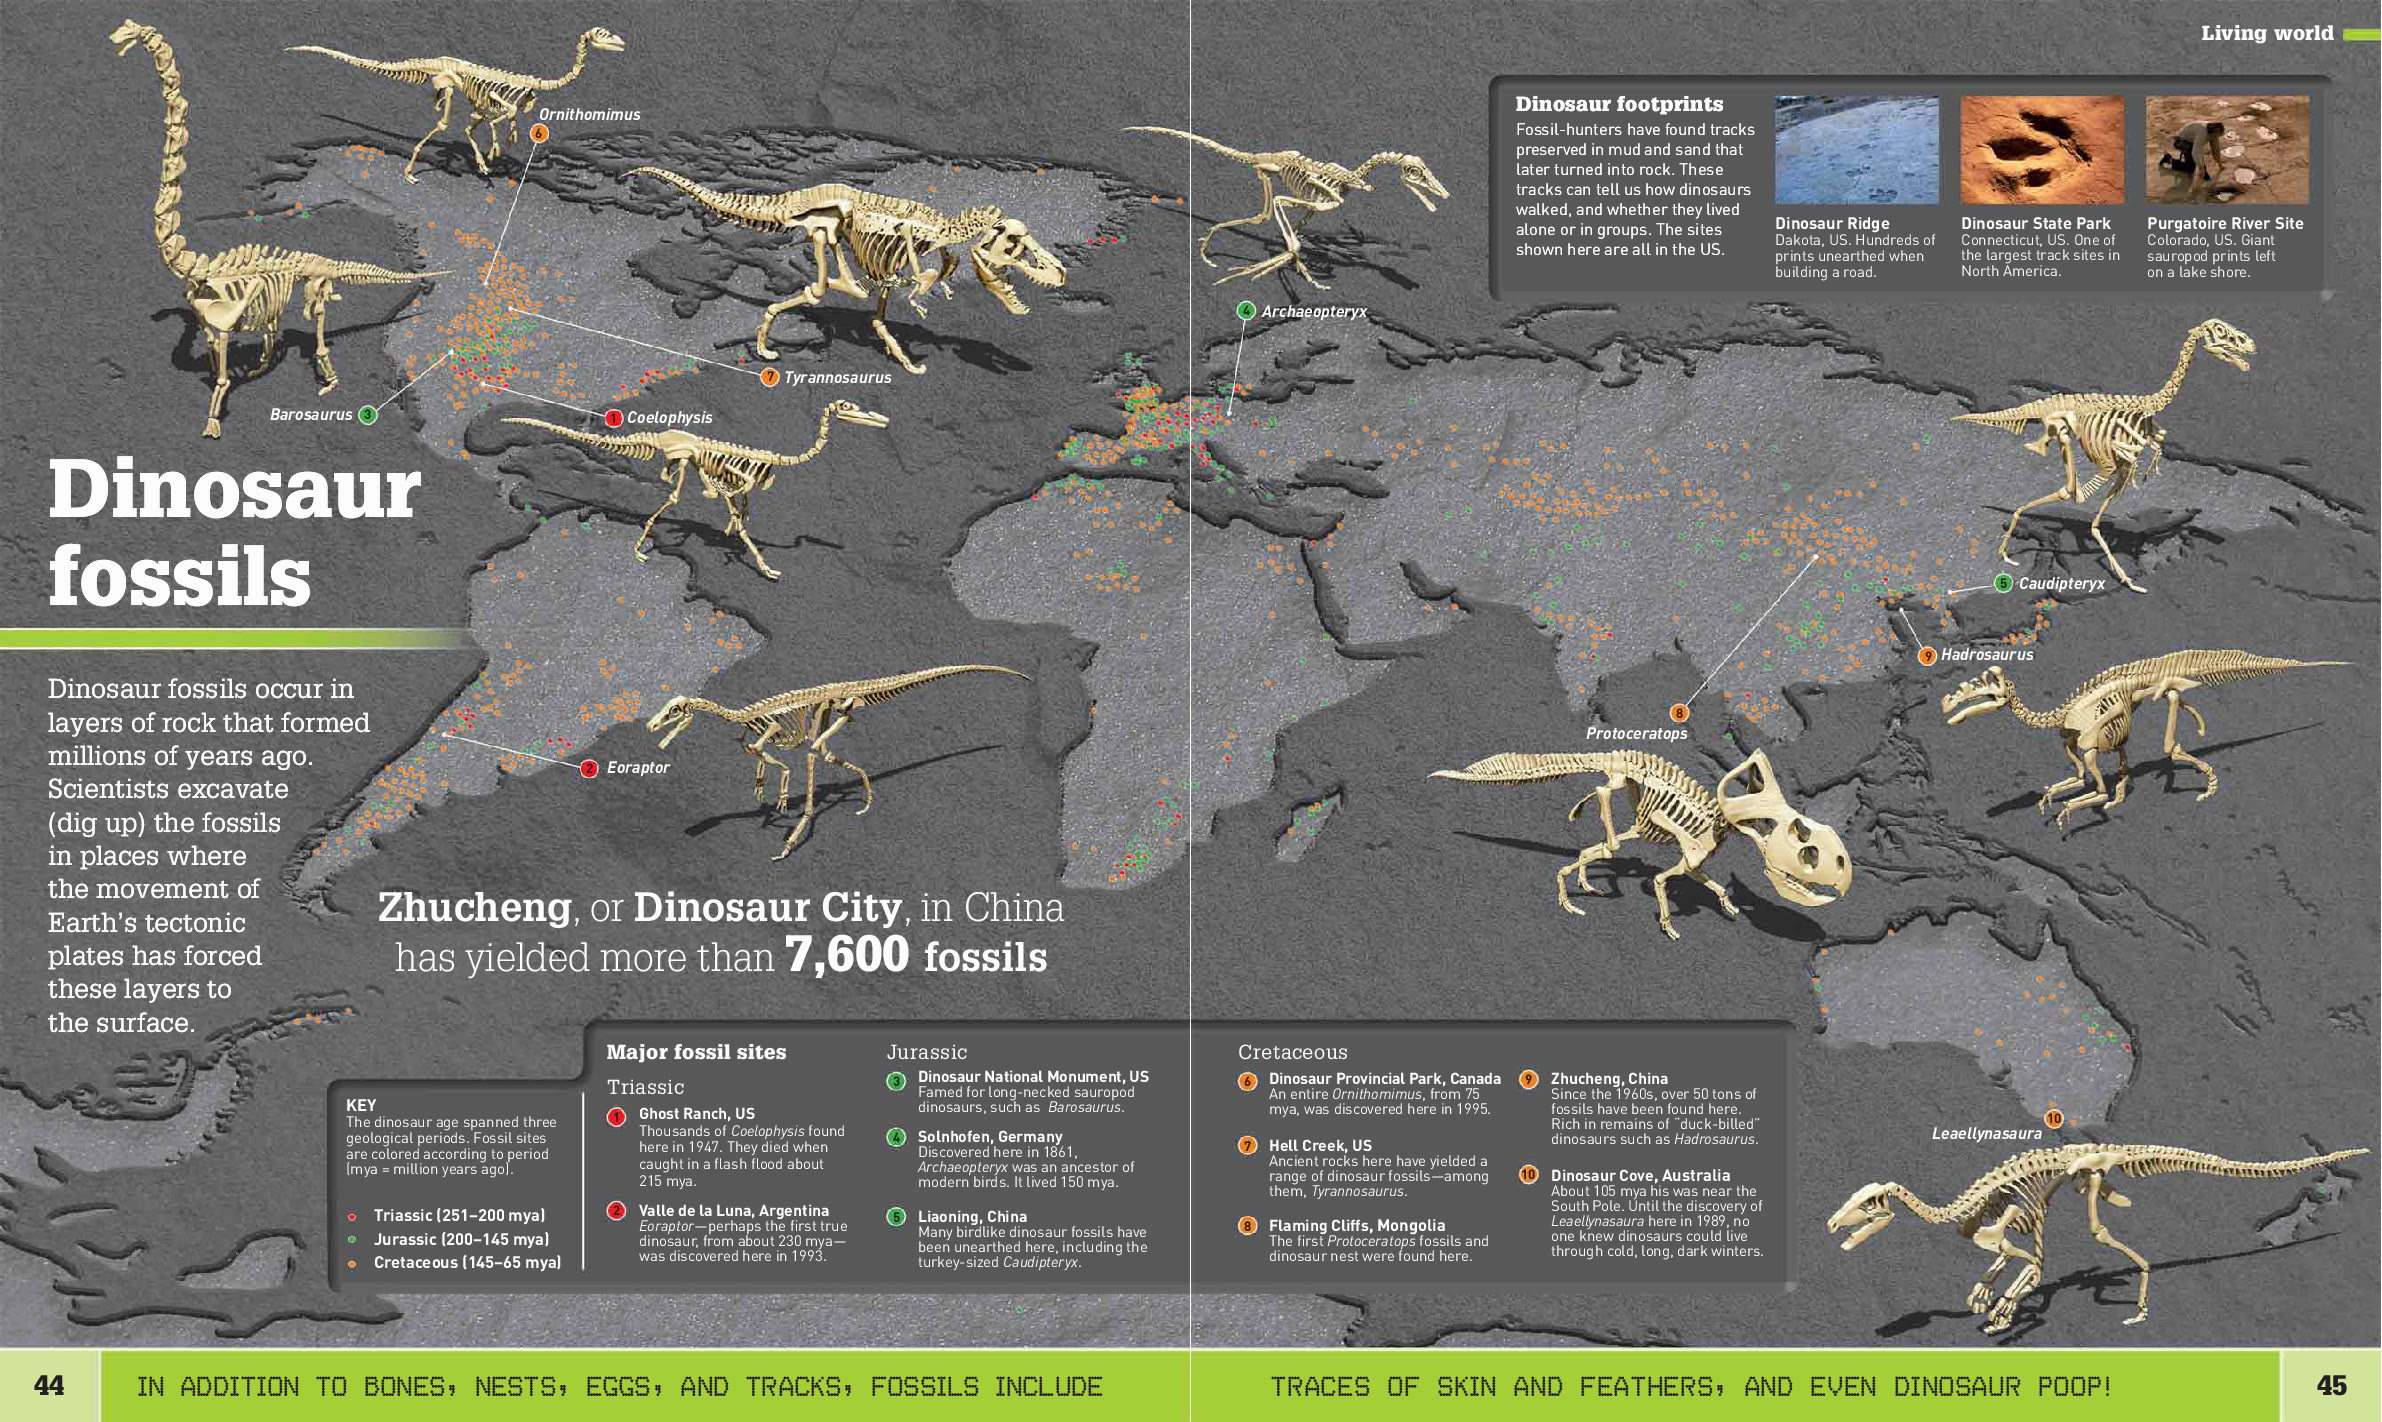 Living world
Dinosaur
fossils
Dinosaur fossils occur in
layers of rock that formed
millions of years ago.
Scientists excavate
(dig up) the fossils
in places where
the movement of
Earth's tectonic
plates has forced
these layers to
the surface.
Ornithomimus
6
Barosaurus 3
7 Tyrannosaurus
1 Coelophysis
2 Eoraptor
4 Archaeopteryx
5 Caudipteryx
9 Hadrosaurus
8
Protoceratops
10
Leaellynasaura
Dinosaur footprints
Fossil-hunters have found tracks
preserved in mud and sand that
later turned into rock. These
tracks can tell us how dinosaurs
walked, and whether they lived
alone or in groups. The sites
shown here are all in the US.
Dinosaur Ridge
Dakota, US. Hundreds of
prints unearthed when
building a road.
Dinosaur State Park
Connecticut, US. One of
the largest track sites in
North America.
Purgatoire River Site
Colorado, US. Giant
sauropod prints left
on a lake shore.
Zhucheng, or Dinosaur City, in China
has yielded more than 7,600 fossils
KEY
The dinosaur age spanned three
geological periods. Fossil sites
are colored according to period
(mya = million years ago).
Triassic (251–200 mya)
Jurassic (200–145 mya)
Cretaceous (145–65 mya)
Major fossil sites
Triassic
1 Ghost Ranch, US
Thousands of Coelophysis found
here in 1947. They died when
caught in a flash flood about
215 mya.
2 Valle de la Luna, Argentina
Eoraptor—perhaps the first true
dinosaur, from about 230 mya—
was discovered here in 1993.
Jurassic
3 Dinosaur National Monument, US
Famed for long-necked sauropod
dinosaurs, such as Barosaurus.
4 Solnhofen, Germany
Discovered here in 1861,
Archaeopteryx was an ancestor of
modern birds. It lived 150 mya.
5 Liaoning, China
Many birdlike dinosaur fossils have
been unearthed here, including the
turkey-sized Caudipteryx.
Cretaceous
6 Dinosaur Provincial Park, Canada
An entire Ornithomimus, from 75
mya, was discovered here in 1995.
7 Hell Creek, US
Ancient rocks here have yielded a
range of dinosaur fossils—among
them, Tyrannosaurus.
8 Flaming Cliffs, Mongolia
The first Protoceratops fossils and
dinosaur nest were found here.
9 Zhucheng, China
Since the 1960s, over 50 tons of
fossils have been found here.
Rich in remains of "duck-billed"
dinosaurs such as Hadrosaurus.
10 Dinosaur Cove, Australia
About 105 mya his was near the
South Pole. Until the discovery of
Leaellynasaura here in 1989, no
one knew dinosaurs could live
through cold, long, dark winters.
44
IN ADDITION TO BONES, NESTS, EGGS, AND TRACKS, FOSSILS INCLUDE
TRACES OF SKIN AND FEATHERS, AND EVEN DINOSAUR POOP!
45